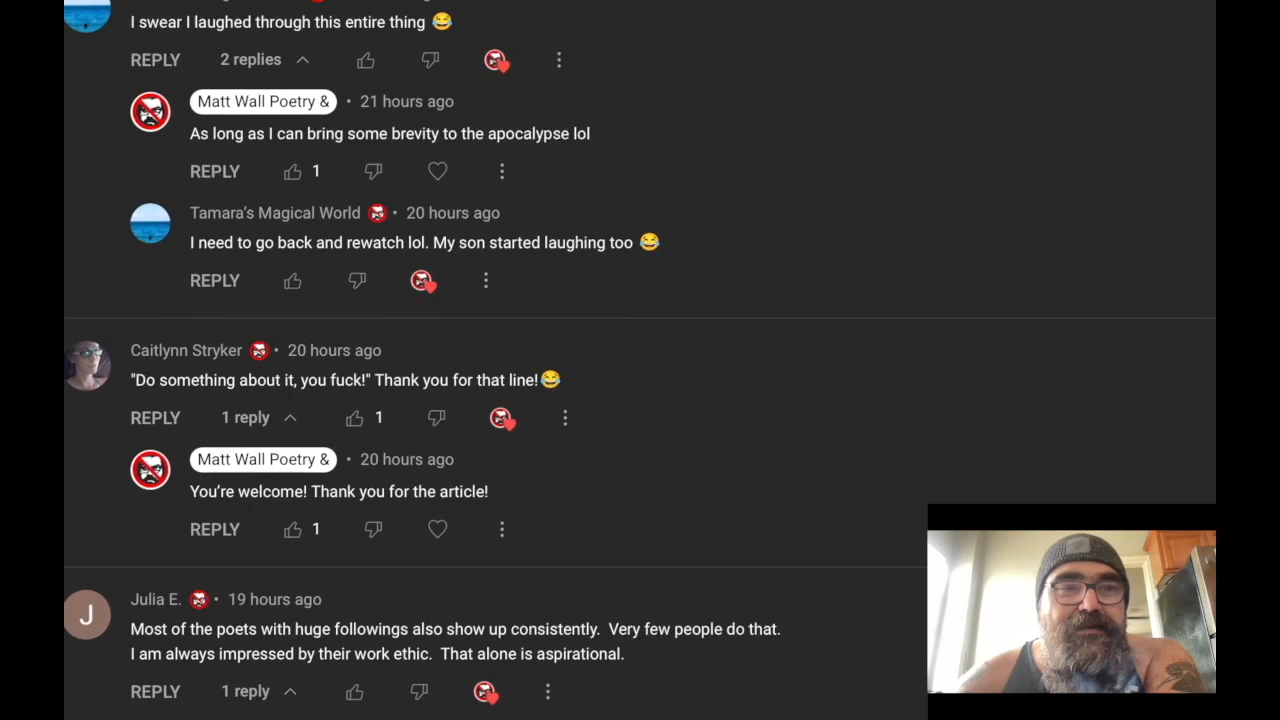 I swear I laughed through this entire thing 😂
REPLY 2 replies
Matt Wall Poetry & • 21 hours ago
As long as I can bring some brevity to the apocalypse lol
REPLY 1
Tamara's Magical World • 20 hours ago
I need to go back and rewatch lol. My son started laughing too 😂
REPLY
Caitlynn Stryker • 20 hours ago
"Do something about it, you fuck!" Thank you for that line!😂
REPLY 1 reply 1
Matt Wall Poetry & • 20 hours ago
You're welcome! Thank you for the article!
REPLY 1
J
Julia E. • 19 hours ago
Most of the poets with huge followings also show up consistently. Very few people do that.
I am always impressed by their work ethic. That alone is aspirational.
REPLY 1 reply